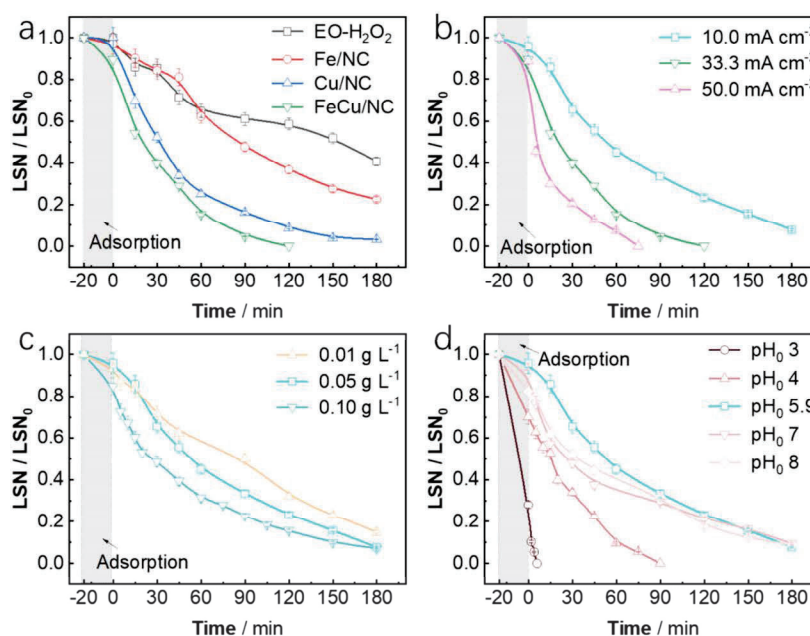 a
EO-H₂O₂
Fe/NC
Cu/NC
FeCu/NC
Adsorption
LSN / LSN₀
1.0
0.8
0.6
0.4
0.2
0.0
-20 0 30 60 90 120 150 180
Time / min
b
10.0 mA cm⁻
33.3 mA cm⁻
50.0 mA cm⁻
Adsorption
LSN / LSN₀
1.0
0.8
0.6
0.4
0.2
0.0
-20 0 30 60 90 120 150 180
Time / min
c
0.01 g L⁻¹
0.05 g L⁻¹
0.10 g L⁻¹
Adsorption
LSN / LSN₀
1.0
0.8
0.6
0.4
0.2
0.0
-20 0 30 60 90 120 150 180
Time / min
d
Adsorption
pH₀ 3
pH₀ 4
pH₀ 5.9
pH₀ 7
pH₀ 8
LSN / LSN₀
1.0
0.8
0.6
0.4
0.2
0.0
-20 0 30 60 90 120 150 180
Time / min